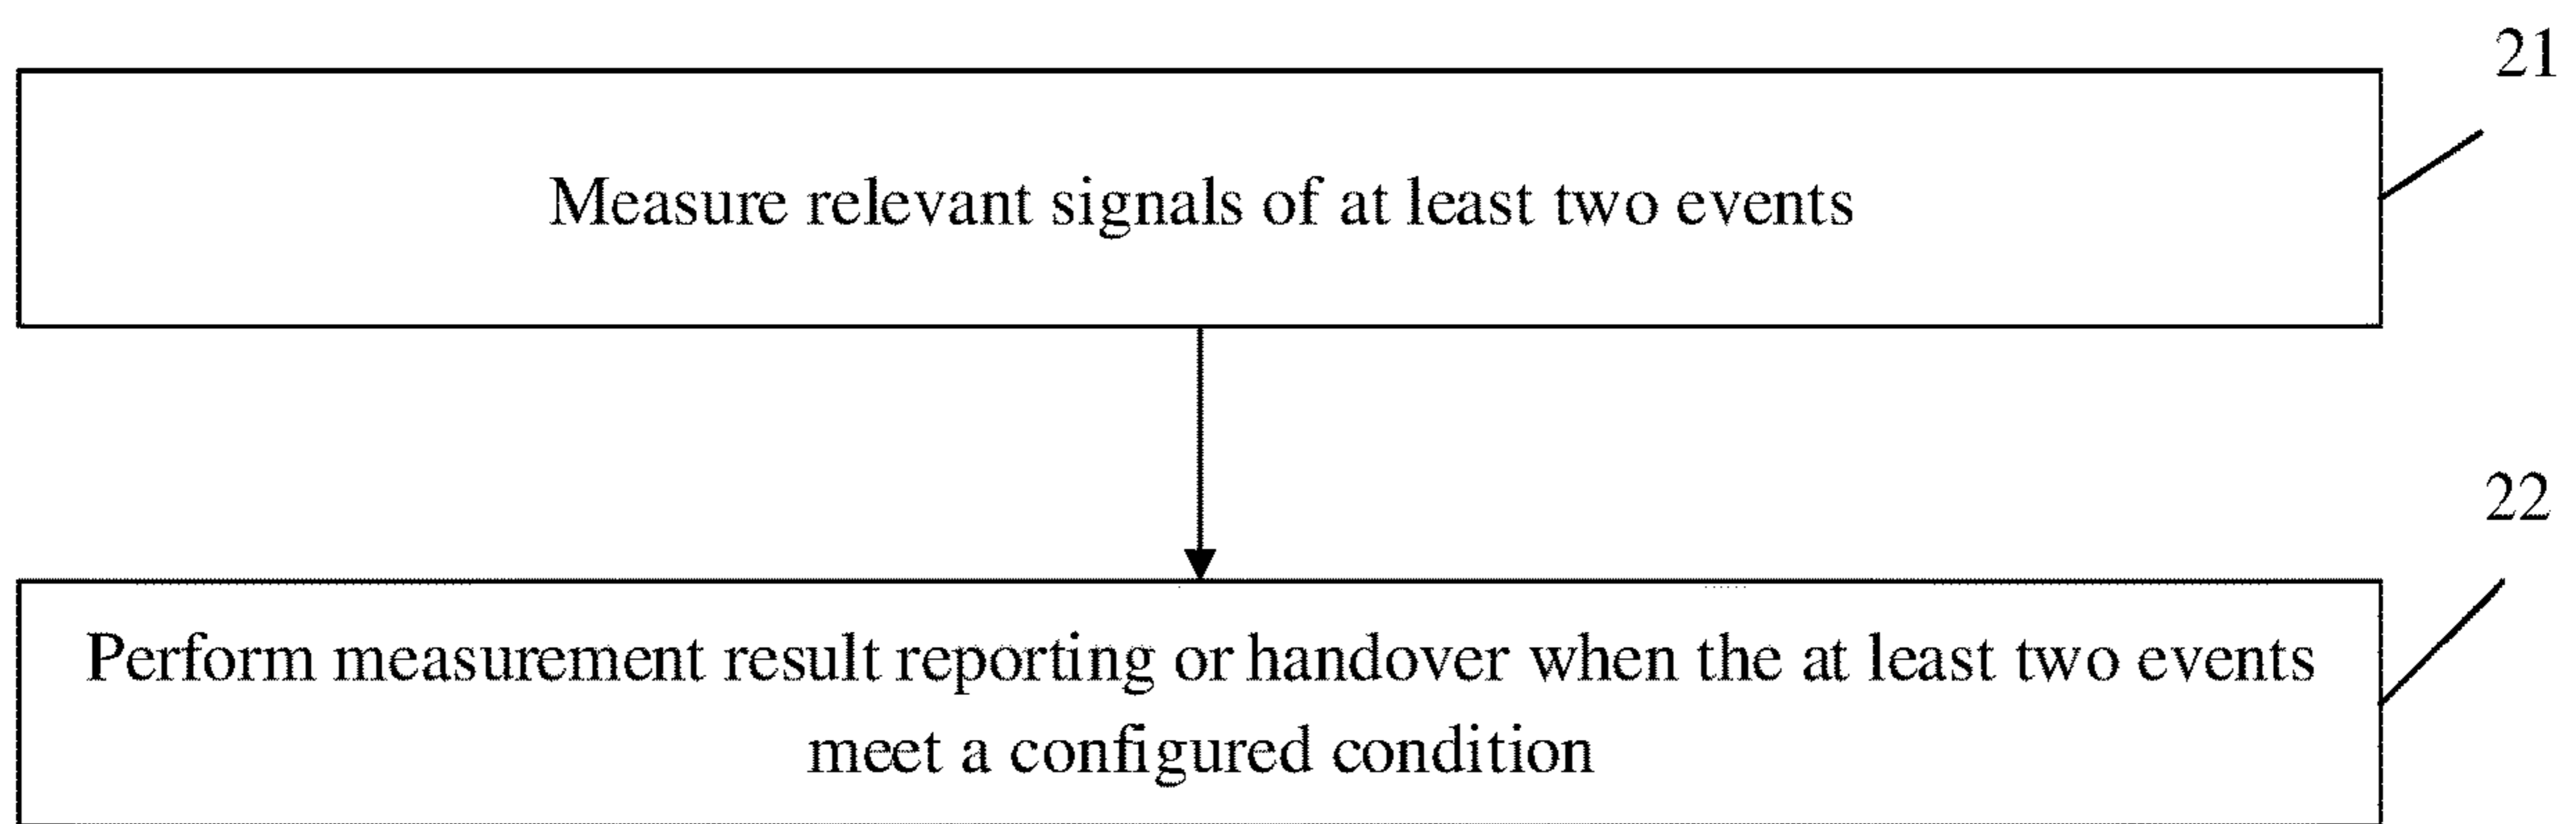 21
Measure relevant signals of at least two events
22
Perform measurement result reporting or handover when the at least two events
meet a configured condition